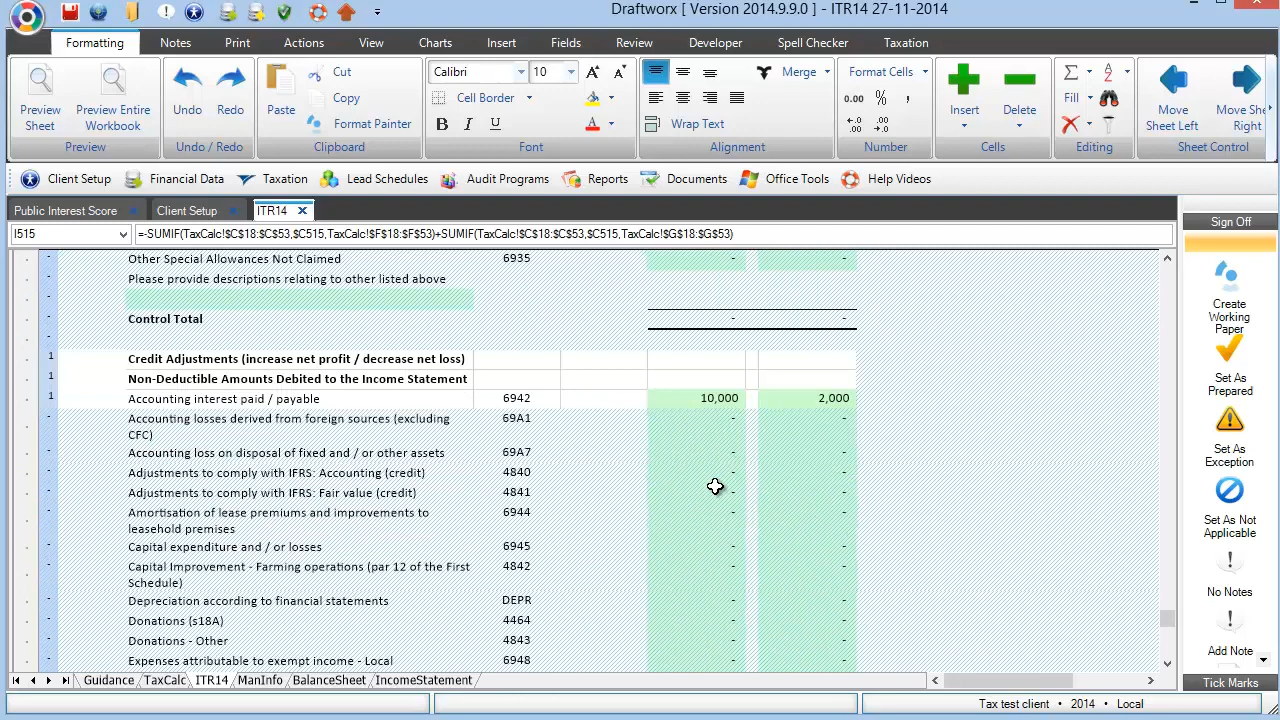 Draftworx [ Version 2014.9.9.0 ] - ITR14 27-11-2014
Formatting Notes Print Actions View Charts Insert Fields Review Developer Spell Checker Taxation
Preview Sheet
Preview Entire Workbook
Preview
Undo Redo
Undo / Redo
Paste
Cut
Copy
Format Painter
Clipboard
Calibri 10
Cell Border
B I U
Font
Merge
Wrap Text
Alignment
Format Cells
0.00 % ,
Number
Insert Delete
Cells
Fill
Editing
Move Sheet Left
Move She Right
Sheet Control
Client Setup Financial Data Taxation Lead Schedules Audit Programs Reports Documents Office Tools Help Videos
Public Interest Score Client Setup ITR14
I515 =-SUMIF(TaxCalc!$C$18:$C$53,$C515,TaxCalc!$F$18:$F$53)+SUMIF(TaxCalc!$C$18:$C$53,$C515,TaxCalc!$G$18:$G$53)
Other Special Allowances Not Claimed 6935 - -
Please provide descriptions relating to other listed above
Control Total - -
1 Credit Adjustments (increase net profit / decrease net loss)
1 Non-Deductible Amounts Debited to the Income Statement
1 Accounting interest paid / payable 6942 10,000 2,000
Accounting losses derived from foreign sources (excluding 69A1 - -
CFC)
Accounting loss on disposal of fixed and / or other assets 69A7 - -
Adjustments to comply with IFRS: Accounting (credit) 4840 - -
Adjustments to comply with IFRS: Fair value (credit) 4841 - -
Amortisation of lease premiums and improvements to 6944 - -
leasehold premises
Capital expenditure and / or losses 6945 - -
Capital Improvement - Farming operations (par 12 of the First 4842 - -
Schedule)
Depreciation according to financial statements DEPR - -
Donations (s18A) 4464 - -
Donations - Other 4843 - -
Expenses attributable to exempt income - Local 6948 - -
Guidance TaxCalc ITR14 ManInfo BalanceSheet IncomeStatement
Sign Off
Create
Working
Paper
Set As
Prepared
Set As
Exception
Set As Not
Applicable
No Notes
Add Note
Tick Marks
Tax test client • 2014 • Local